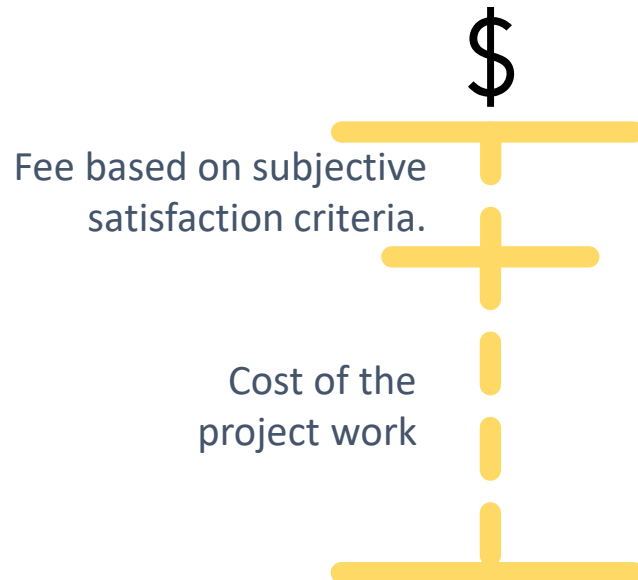 $
Fee based on subjective
satisfaction criteria.
Cost of the
project work